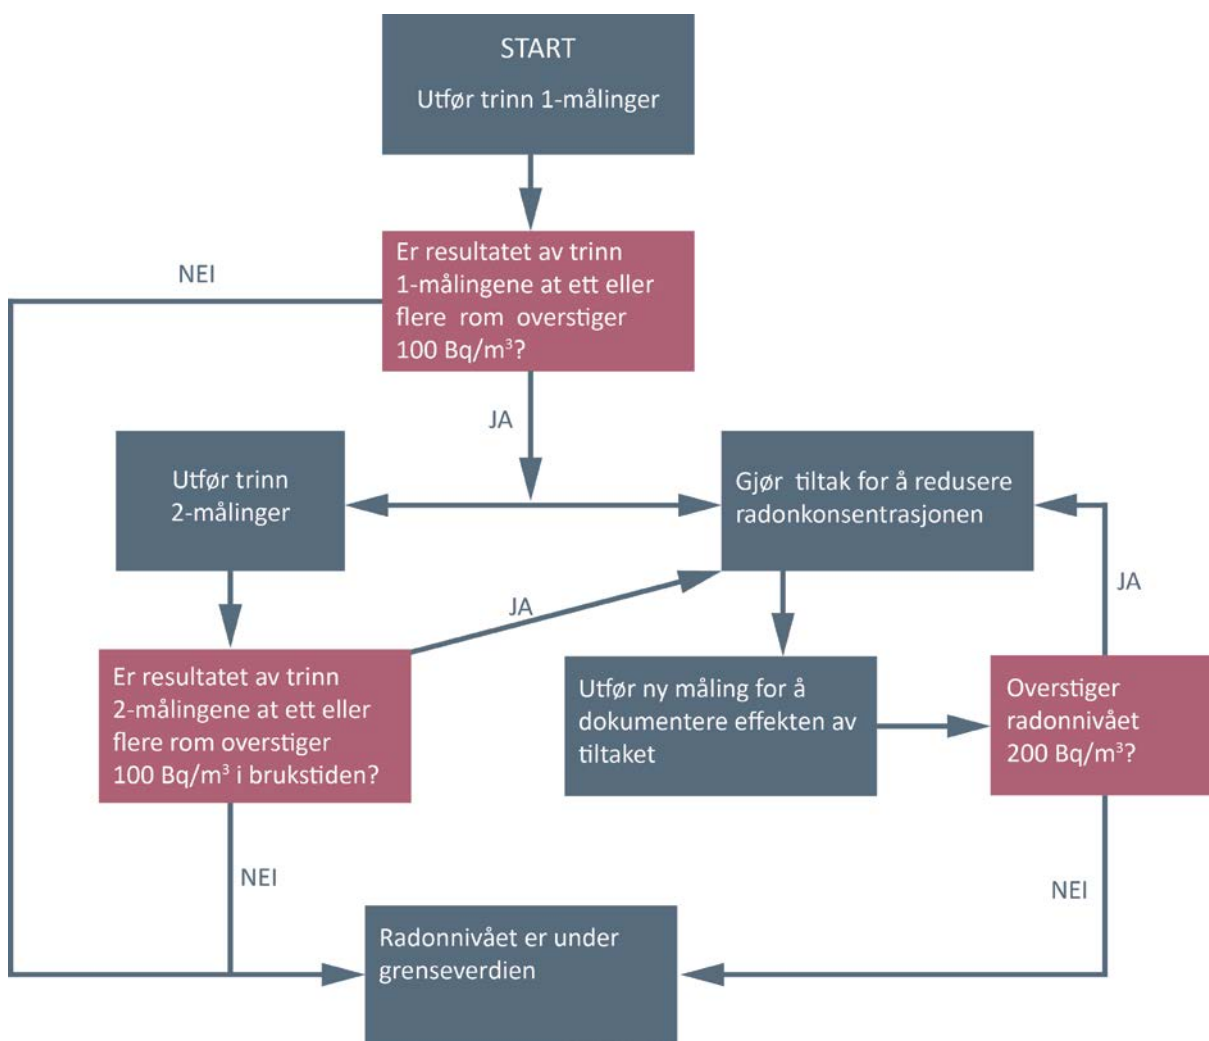 START
Utfør trinn 1-målinger
Er resultatet av trinn
1-målingene at ett eller
flere rom overstiger
100 Bq/m³?
NEI
JA
Utfør trinn
2-målinger
Gjør tiltak for å redusere
radonkonsentrasjonen
JA
JA
Er resultatet av trinn
2-målingene at ett eller
flere rom overstiger
100 Bq/m³ i brukstiden?
Utfør ny måling for å
dokumentere effekten av
tiltaket
Overstiger
radonnivået
200 Bq/m³?
NEI
NEI
Radonnivået er under
grenseverdien